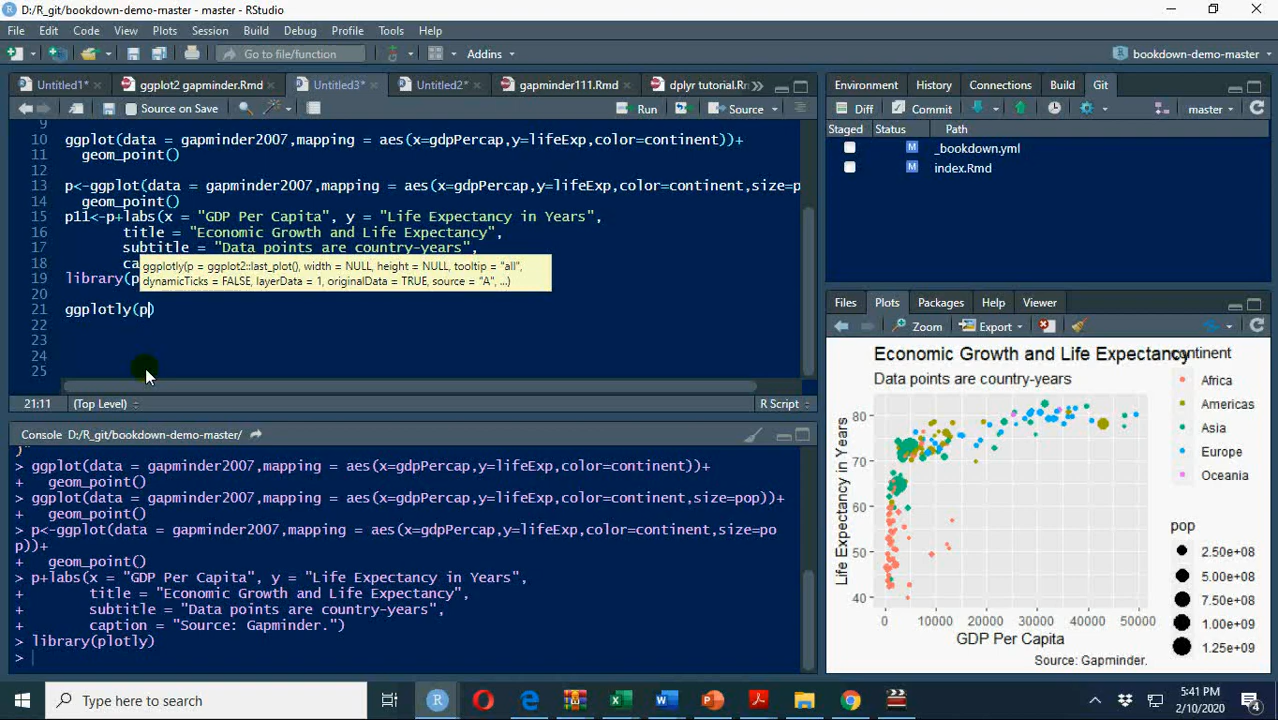 D:/R_git/bookdown-demo-master - master - RStudio
File Edit Code View Plots Session Build Debug Profile Tools Help
Go to file/function Addins bookdown-demo-master
Untitled1* ggplot2 gapminder.Rmd Untitled3* Untitled2* gapminder111.Rmd dplyr tutorial.Rn
Source on Save Run Source
9
10 ggplot(data = gapminder2007,mapping = aes(x=gdpPercap,y=lifeExp,color=continent))+
11 geom_point()
12
13 p<-ggplot(data = gapminder2007,mapping = aes(x=gdpPercap,y=lifeExp,color=continent,size=p
14 geom_point()
15 p11<-p+labs(x = "GDP Per Capita", y = "Life Expectancy in Years",
16 title = "Economic Growth and Life Expectancy",
17 subtitle = "Data points are country-years",
18 ca
19 library(p
ggplotly(p = ggplot2::last_plot(), width = NULL, height = NULL, tooltip = "all",
dynamicTicks = FALSE, layerData = 1, originalData = TRUE, source = "A", ...)
20
21 ggplotly(p)
22
23
24
25
21:11 (Top Level) R Script
Console D:/R_git/bookdown-demo-master/
)"
> ggplot(data = gapminder2007,mapping = aes(x=gdpPercap,y=lifeExp,color=continent))+
+ geom_point()
> ggplot(data = gapminder2007,mapping = aes(x=gdpPercap,y=lifeExp,color=continent,size=pop))+
+ geom_point()
> p<-ggplot(data = gapminder2007,mapping = aes(x=gdpPercap,y=lifeExp,color=continent,size=po
p))+
+ geom_point()
> p+labs(x = "GDP Per Capita", y = "Life Expectancy in Years",
+ title = "Economic Growth and Life Expectancy",
+ subtitle = "Data points are country-years",
+ caption = "Source: Gapminder.")
> library(plotly)
>
Environment History Connections Build Git
Diff Commit master
Staged Status Path
M _bookdown.yml
M index.Rmd
Files Plots Packages Help Viewer
Zoom Export
Economic Growth and Life Expectancy
Data points are country-years
Life Expectancy in Years
80
70
60
50
40
0 10000 20000 30000 40000 50000
GDP Per Capita
Source: Gapminder.
continent
Africa
Americas
Asia
Europe
Oceania
pop
2.50e+08
5.00e+08
7.50e+08
1.00e+09
1.25e+09
Type here to search
5:41 PM
2/10/2020
4